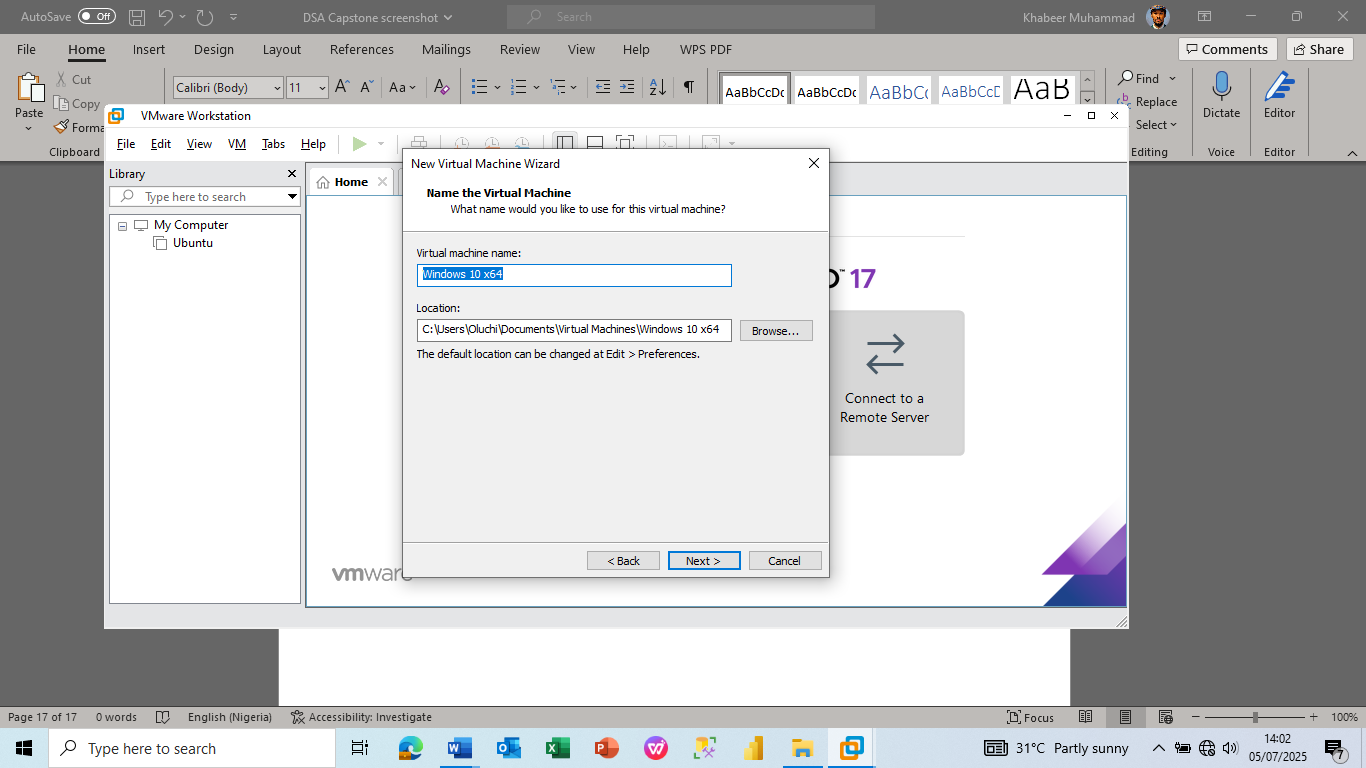 AutoSave Off
DSA Capstone screenshot
Search
Khabeer Muhammad
File Home Insert Design Layout References Mailings Review View Help WPS PDF
Comments Share
Paste
Cut
Copy
Forma
Clipboard
Calibri (Body) 11
Aa
AaBbCcDc AaBbCcDc AaBbCc AaBbCcD AaB
Find
Replace
Select
Editing
Dictate
Voice
Editor
Editor
VMware Workstation
File Edit View VM Tabs Help
Library
Type here to search
My Computer
Ubuntu
Home
17
Connect to a
Remote Server
vmware
New Virtual Machine Wizard
Name the Virtual Machine
What name would you like to use for this virtual machine?
Virtual machine name:
Windows 10 x64
Location:
C:\Users\Oluchi\Documents\Virtual Machines\Windows 10 x64
Browse...
The default location can be changed at Edit > Preferences.
< Back Next > Cancel
Page 17 of 17 0 words English (Nigeria) Accessibility: Investigate
Focus
100%
Type here to search
31°C Partly sunny
14:02
05/07/2025
7